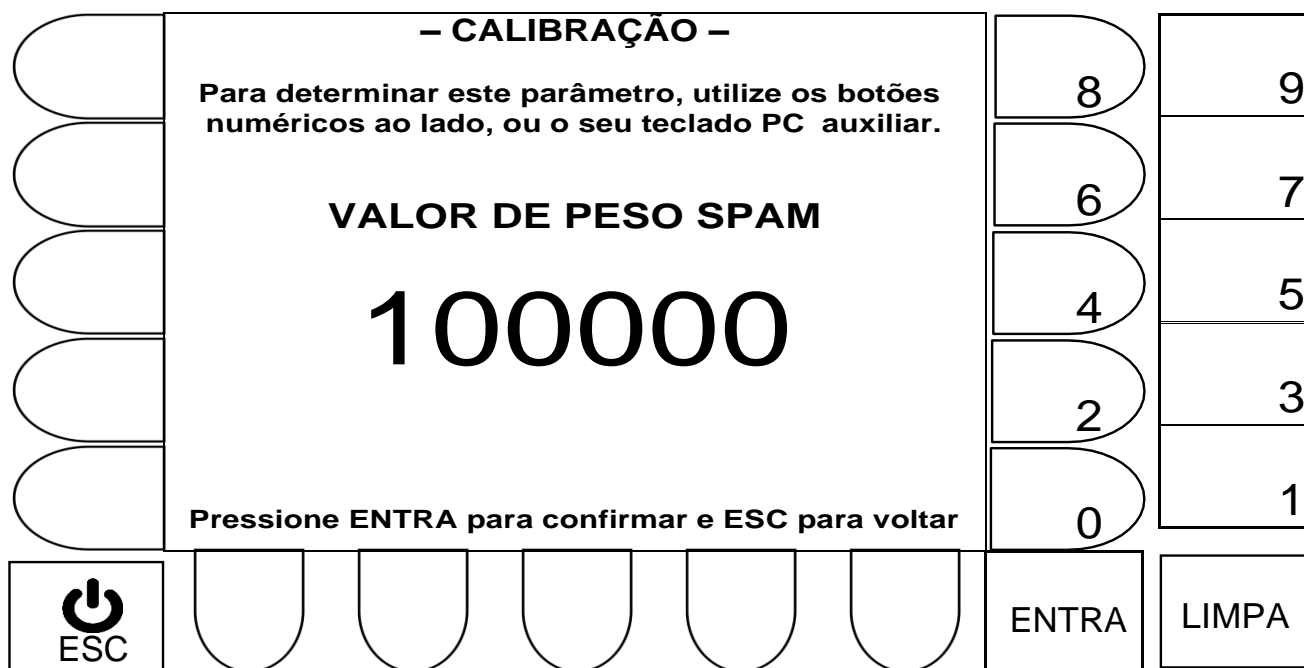 – CALIBRAÇÃO –
Para determinar este parâmetro, utilize os botões
numéricos ao lado, ou o seu teclado PC auxiliar.
VALOR DE PESO SPAM
100000
Pressione ENTRA para confirmar e ESC para voltar
8
9
6
7
4
5
2
3
0
1
ESC
ENTRA
LIMPA